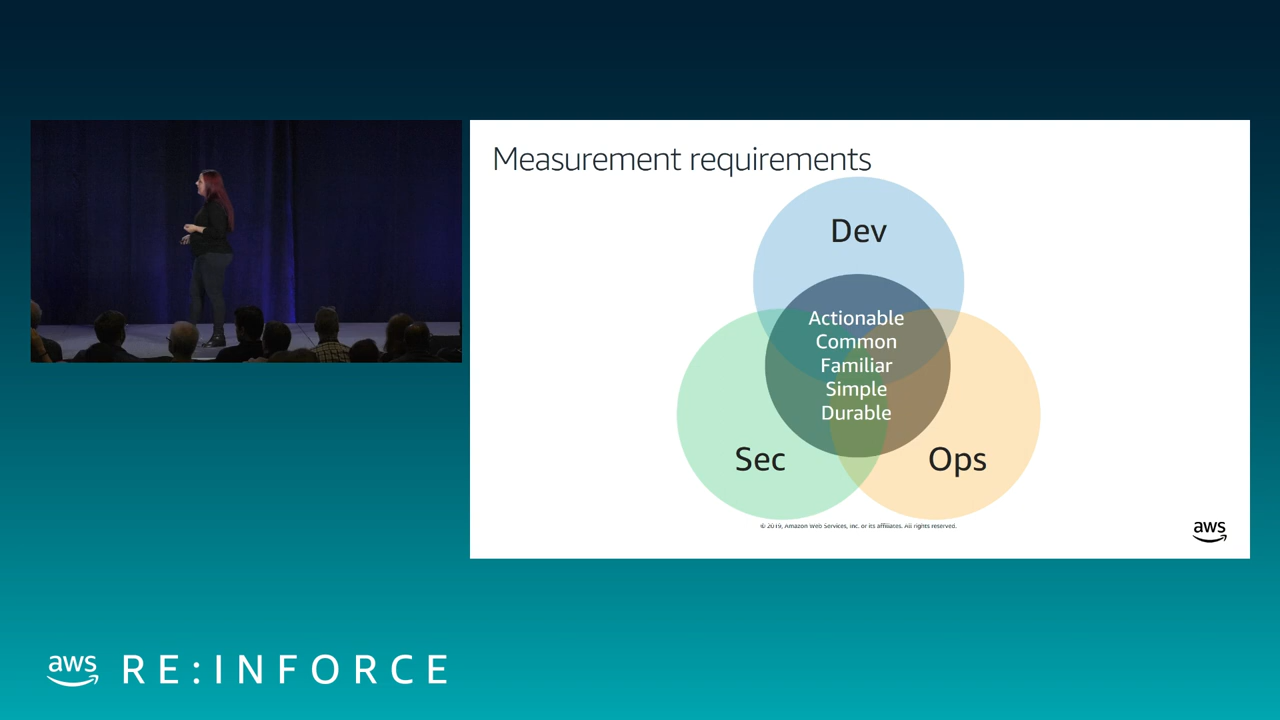 Measurement requirements
Dev
Actionable
Common
Familiar
Simple
Durable
Sec
Ops
© 2019, Amazon Web Services, Inc. or its affiliates. All rights reserved.
aws
aws RE:INFORCE